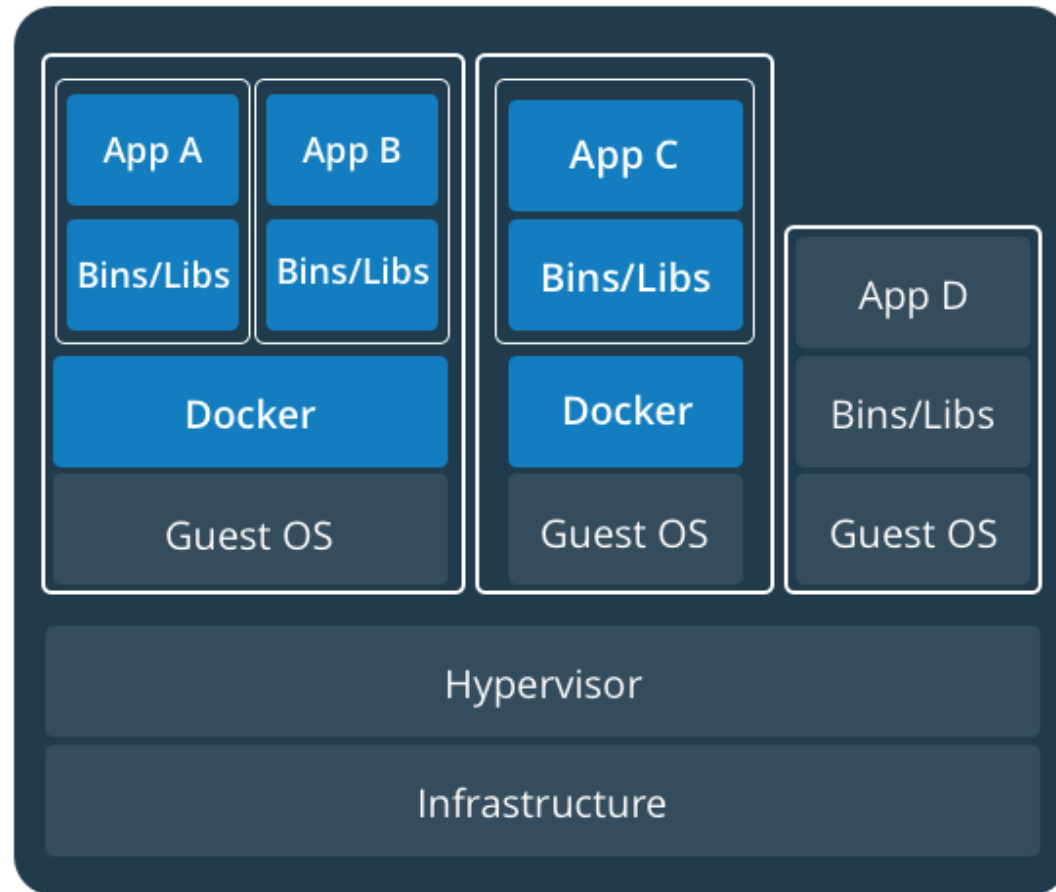 App A
Bins/Libs
App B
Bins/Libs
Docker
Guest OS
App C
Bins/Libs
Docker
Guest OS
App D
Bins/Libs
Guest OS
Hypervisor
Infrastructure